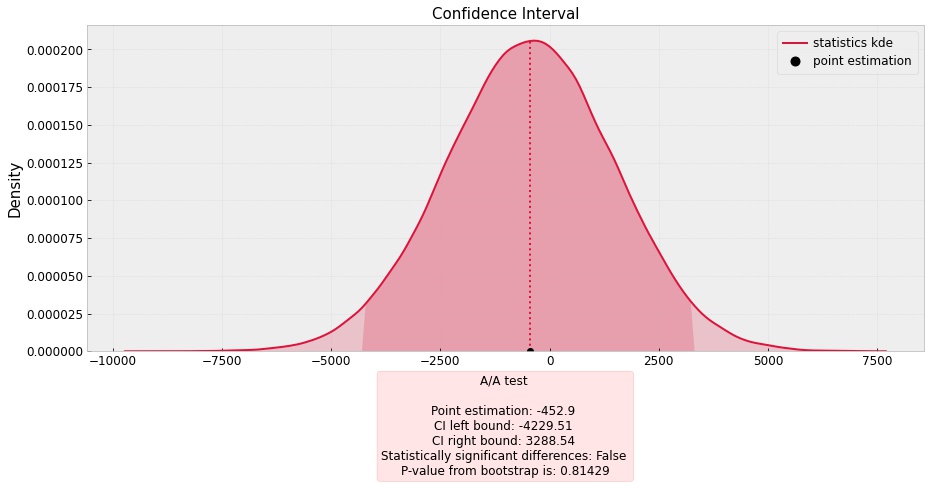 Confidence Interval
statistics kde
point estimation
Density
0.000200
0.000175
0.000150
0.000125
0.000100
0.000075
0.000050
0.000025
0.000000
−10000 −7500 −5000 −2500 0 2500 5000 7500
A/A test
Point estimation: -452.9
CI left bound: -4229.51
CI right bound: 3288.54
Statistically significant differences: False
P-value from bootstrap is: 0.81429